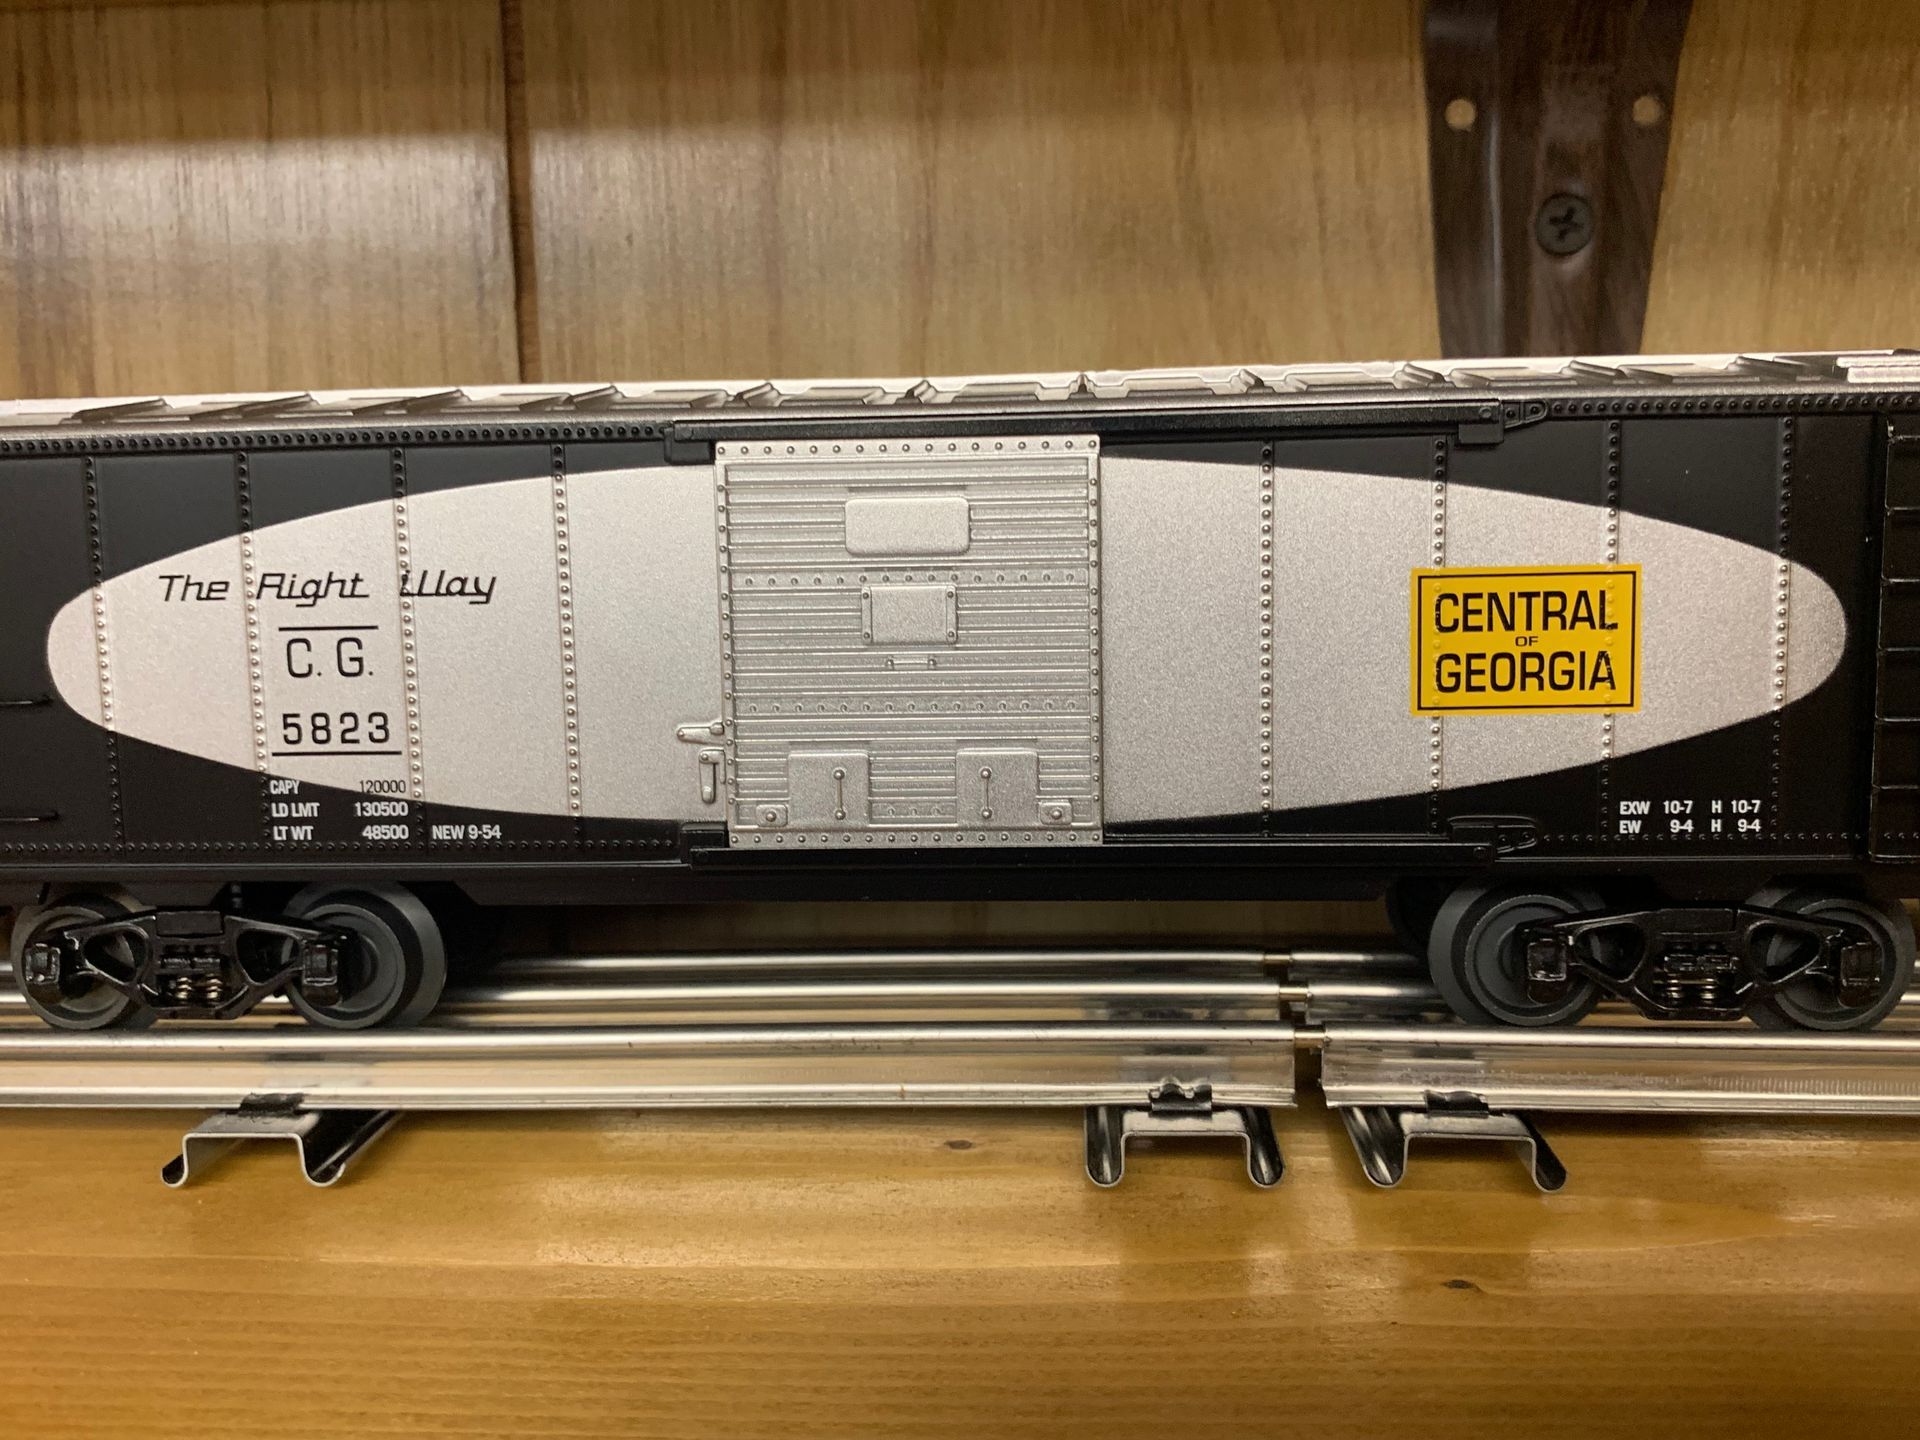 The Right Way
C. G.
5823
CAPY 120000
LD LMT 130500
LT WT 48500 NEW 9-54
CENTRAL
OF
GEORGIA
EXW 10-7 H 10-7
EW 9-4 H 9-4